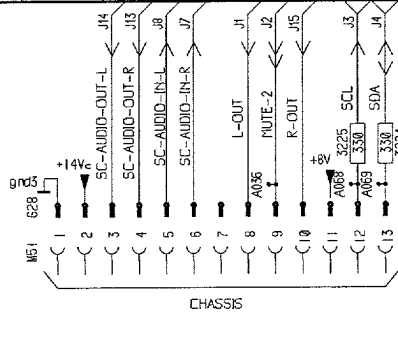 J14
J13
J8
J7
J1
J2
J15
J3
J4
SC-AUDIO-OUT-L
SC-AUDIO-OUT-R
SC-AUDIO-IN-L
SC-AUDIO-IN-R
L-OUT
MUTE-2
R-OUT
SCL
SDA
3225
330
330
+14Vc
+8V
gnd3
A036
A068
A069
G28
M51
1
2
3
4
5
6
7
8
9
10
11
12
13
CHASSIS